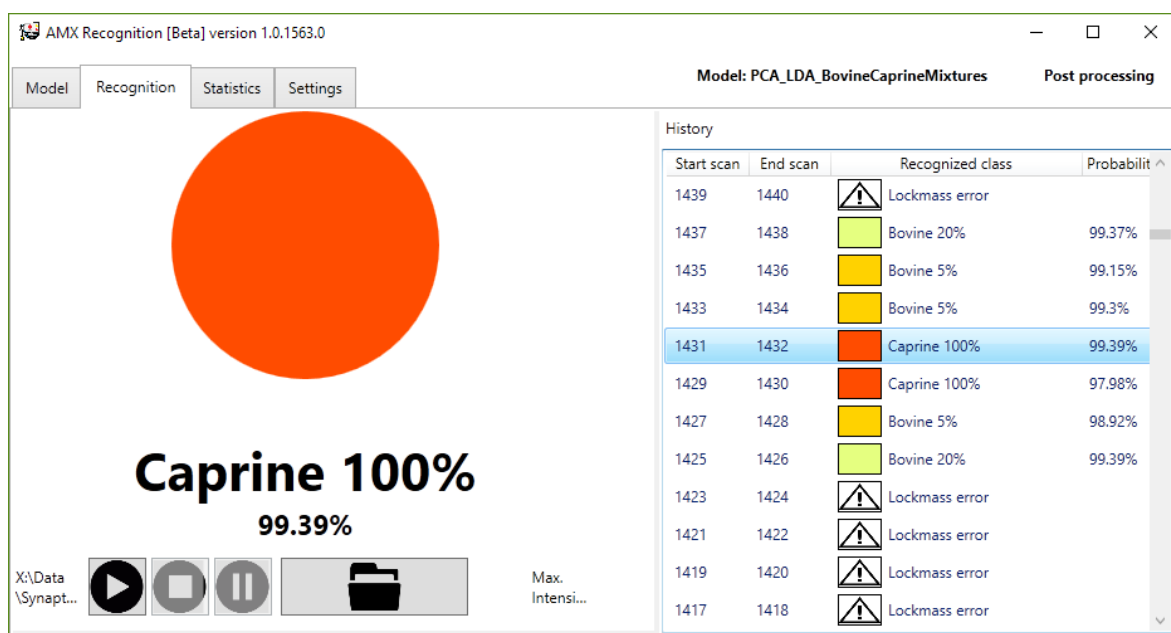 AMX Recognition [Beta] version 1.0.1563.0
Model Recognition Statistics Settings
Model: PCA_LDA_BovineCaprineMixtures Post processing
Caprine 100%
99.39%
X:\Data
\Synapt...
Max.
Intensi...
History
Start scan End scan Recognized class Probabilit
1439 1440 Lockmass error
1437 1438 Bovine 20% 99.37%
1435 1436 Bovine 5% 99.15%
1433 1434 Bovine 5% 99.3%
1431 1432 Caprine 100% 99.39%
1429 1430 Caprine 100% 97.98%
1427 1428 Bovine 5% 98.92%
1425 1426 Bovine 20% 99.39%
1423 1424 Lockmass error
1421 1422 Lockmass error
1419 1420 Lockmass error
1417 1418 Lockmass error